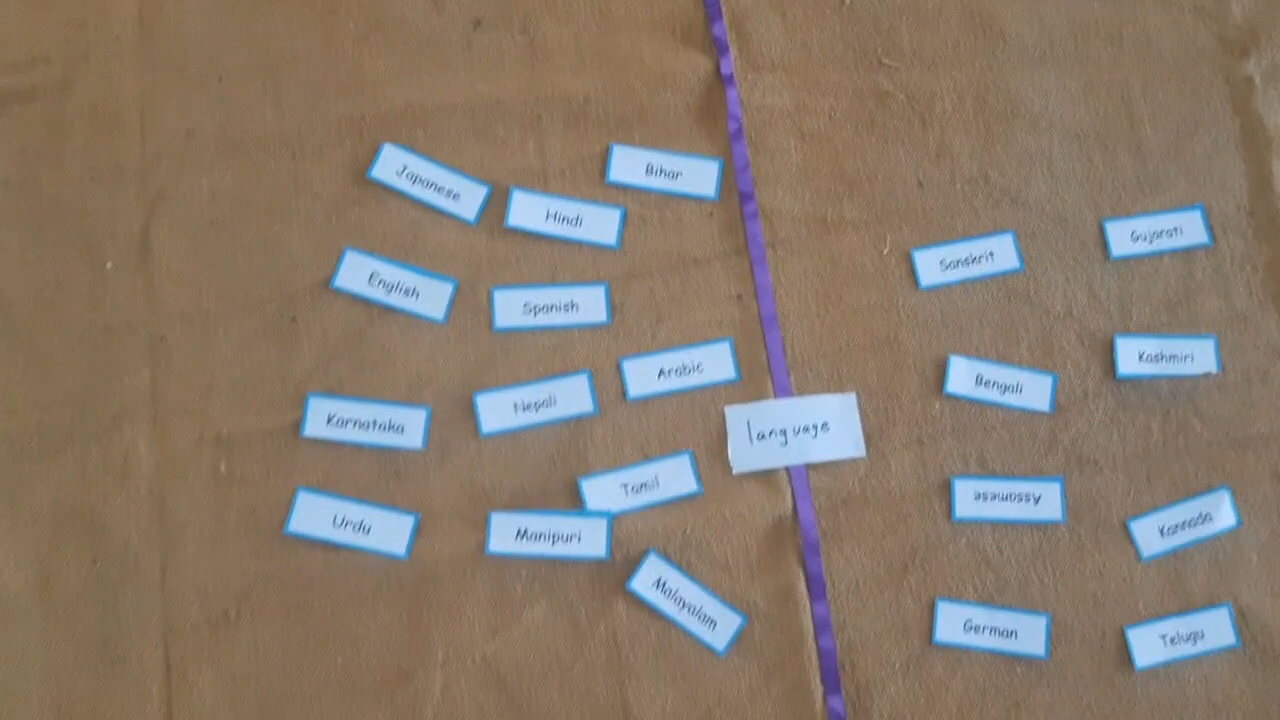 Japanese
Hindi
Bihar
English
Spanish
Arabic
Karnataka
Nepali
Tamil
Urdu
Manipuri
Malayalam
language
Sanskrit
Gujarati
Bengali
Kashmiri
Assamese
Kannada
German
Telugu